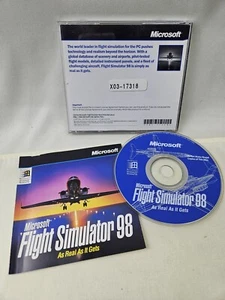 Microsoft
The world leader in flight simulation for the PC pushes
technology and realism beyond the horizon. With a
global database of scenery and airports, pilot-tested
flight models, detailed instrument panels, and a fleet of
challenging aircraft, Flight Simulator 98 is simply as
real as it gets.
X03-17318
Microsoft
Microsoft
Flight Simulator 98
As Real As It Gets
Microsoft
Microsoft
Flight Simulator 98
As Real As It Gets